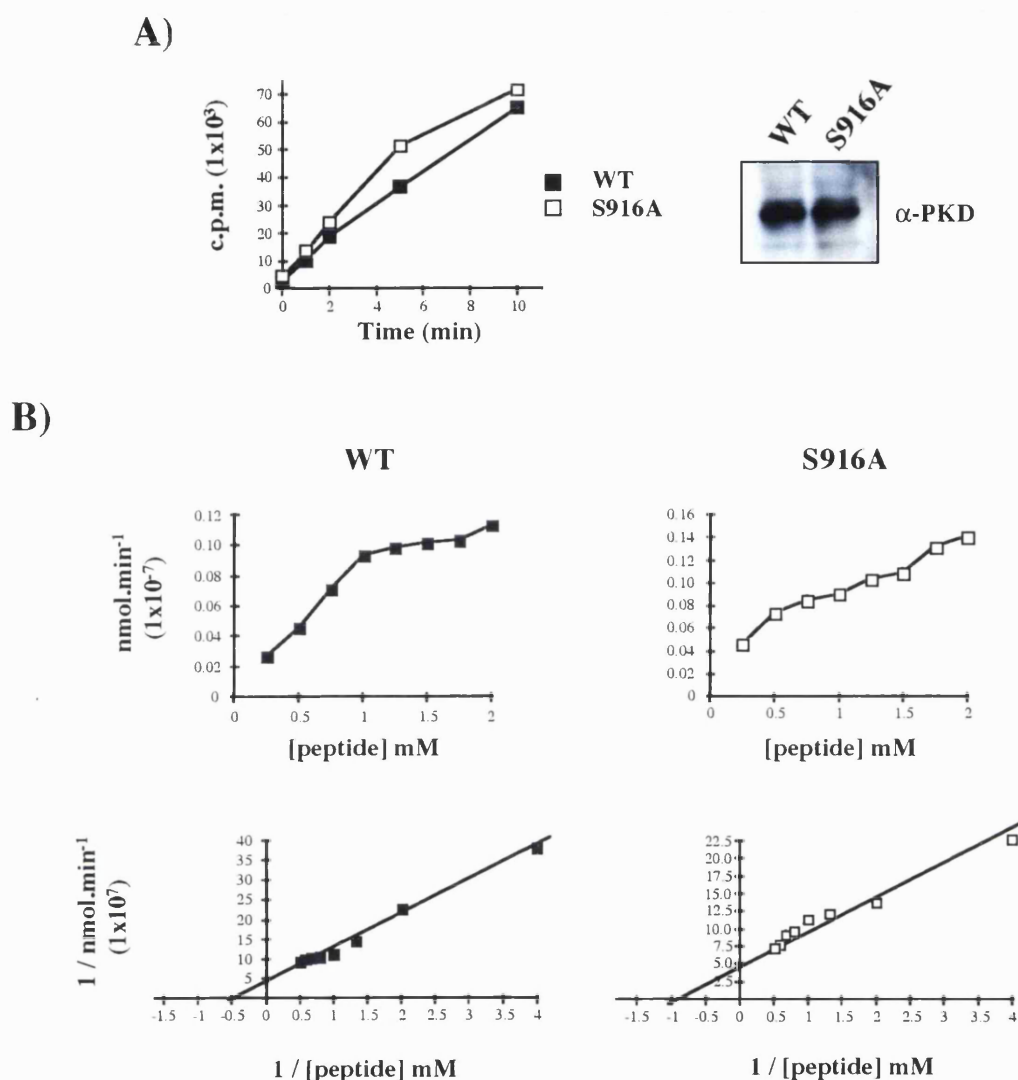 A)
c.p.m. (1x10³)
70
60
50
40
30
20
10
0
0 2 4 6 8 10
Time (min)
WT
S916A
WT S916A
α-PKD
B)
WT
nmol.min⁻¹
(1x10⁻⁷)
0.12
0.10
0.08
0.06
0.04
0.02
0
0 0.5 1 1.5 2
[peptide] mM
S916A
0.16
0.14
0.12
0.10
0.08
0.06
0.04
0.02
0
0 0.5 1 1.5 2
[peptide] mM
1 / nmol.min⁻¹
(1x10⁷)
40
35
30
25
20
15
10
5
-1.5 -1 -0.5 0 0.5 1 1.5 2 2.5 3 3.5 4
1 / [peptide] mM
22.5
20.0
17.5
15.0
12.5
10.0
7.5
5.0
2.5
-1.5 -1 -0.5 0 0.5 1 1.5 2 2.5 3 3.5 4
1 / [peptide] mM